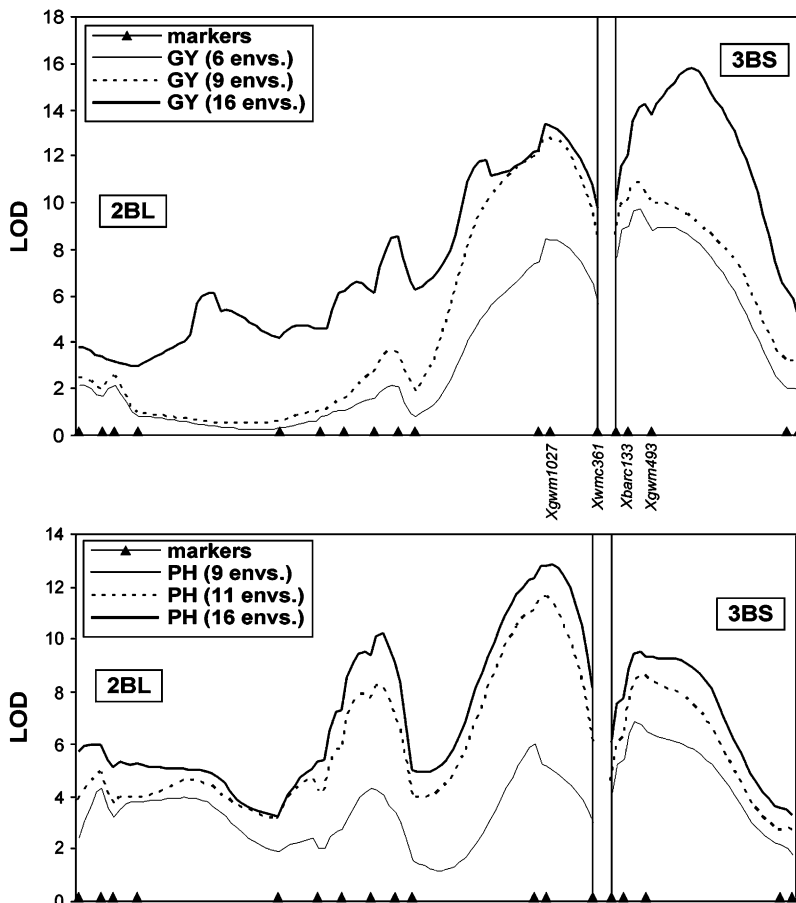 18
16
14
12
10
8
6
4
2
0
LOD
markers
GY (6 envs.)
GY (9 envs.)
GY (16 envs.)
2BL
3BS
Xgwm1027
Xwmc361
Xbarc133
Xgwm493
14
12
10
8
6
4
2
0
LOD
markers
PH (9 envs.)
PH (11 envs.)
PH (16 envs.)
2BL
3BS